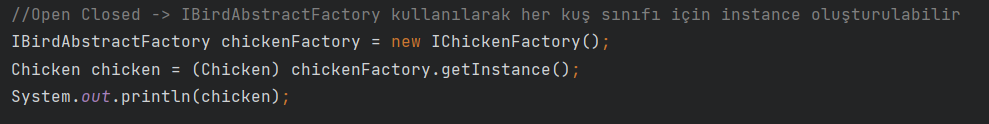 //Open Closed -> IBirdAbstractFactory kullanılarak her kuş sınıfı için instance oluşturulabilir
IBirdAbstractFactory chickenFactory = new IChickenFactory();
Chicken chicken = (Chicken) chickenFactory.getInstance();
System.out.println(chicken);